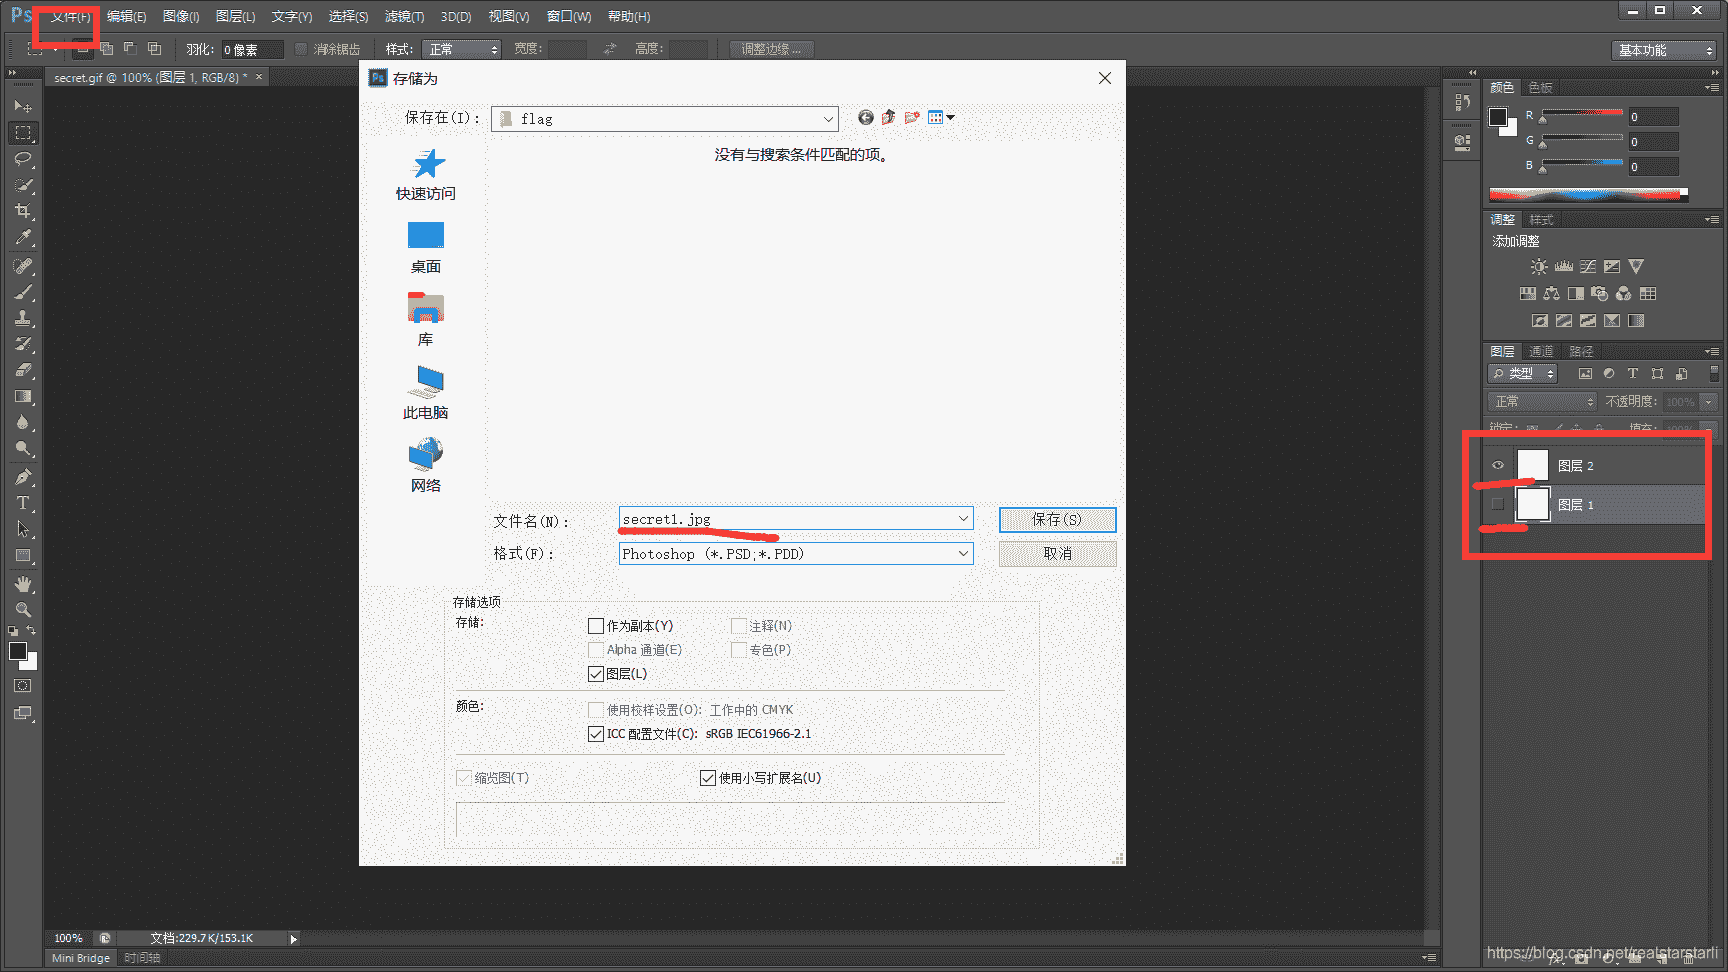 Ps 文件(F) 编辑(E) 图像(I) 图层(L) 文字(Y) 选择(S) 滤镜(T) 3D(D) 视图(V) 窗口(W) 帮助(H)
羽化: 0 像素 消除锯齿 样式: 正常 宽度: 高度: 调整边缘... 基本功能
secret.gif @ 100% (图层 1, RGB/8) * ×
Ps 存储为
保存在(I): flag
没有与搜索条件匹配的项。
快速访问
桌面
库
此电脑
网络
文件名(N): secret1.jpg 保存(S)
格式(F): Photoshop (*.PSD;*.PDD) 取消
存储选项
存储:
作为副本(Y) 注释(N)
Alpha 通道(E) 专色(P)
图层(L)
颜色:
使用校样设置(O): 工作中的 CMYK
ICC 配置文件(C): sRGB IEC61966-2.1
缩览图(T) 使用小写扩展名(U)
颜色 色板
R 0
G 0
B 0
调整 样式
添加调整
图层 通道 路径
类型
正常 不透明度: 100%
锁定: 填充: 100%
图层 2
图层 1
100% 文档:229.7K/153.1K
Mini Bridge 时间轴
https://blog.csdn.net/realstarstarli